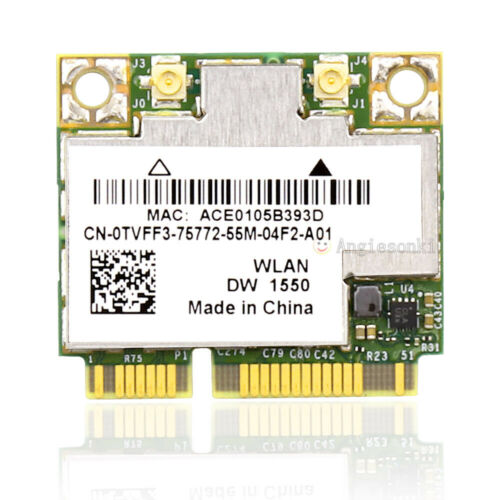 J3
J4
J0
J1
MAC: ACE0105B393D
CN-0TVFF3-75772-55M-04F2-A01
Angiesonki
WLAN
DW 1550
Made in China
U4
C43
C40
R31
1 R75 P1 C274 C79 C80 C42 R23 51